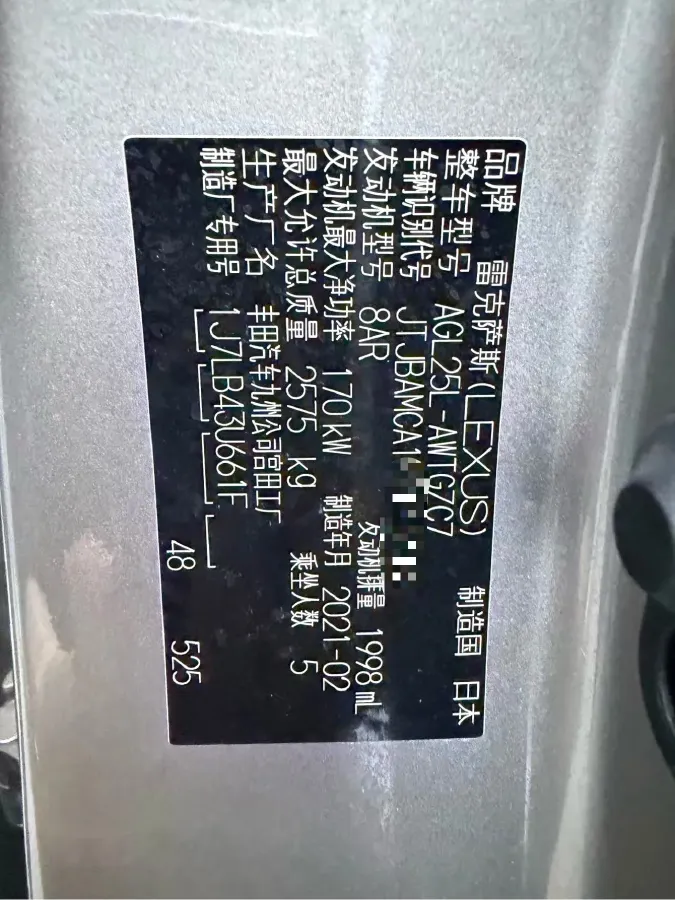 品牌 雷克萨斯(LEXUS) 制造国 日本
整车型号 AGL25L-AWTGZC7
车辆识别代号 JTJBAMCA1
发动机型号 8AR 发动机排量 1998 mL
发动机最大净功率 170 kW 制造年月 2021-02
最大允许总质量 2575 kg 乘坐人数 5
生产厂名 丰田汽车九州公司宫田工厂
制造厂专用号 1J7LB43U661F
48 525